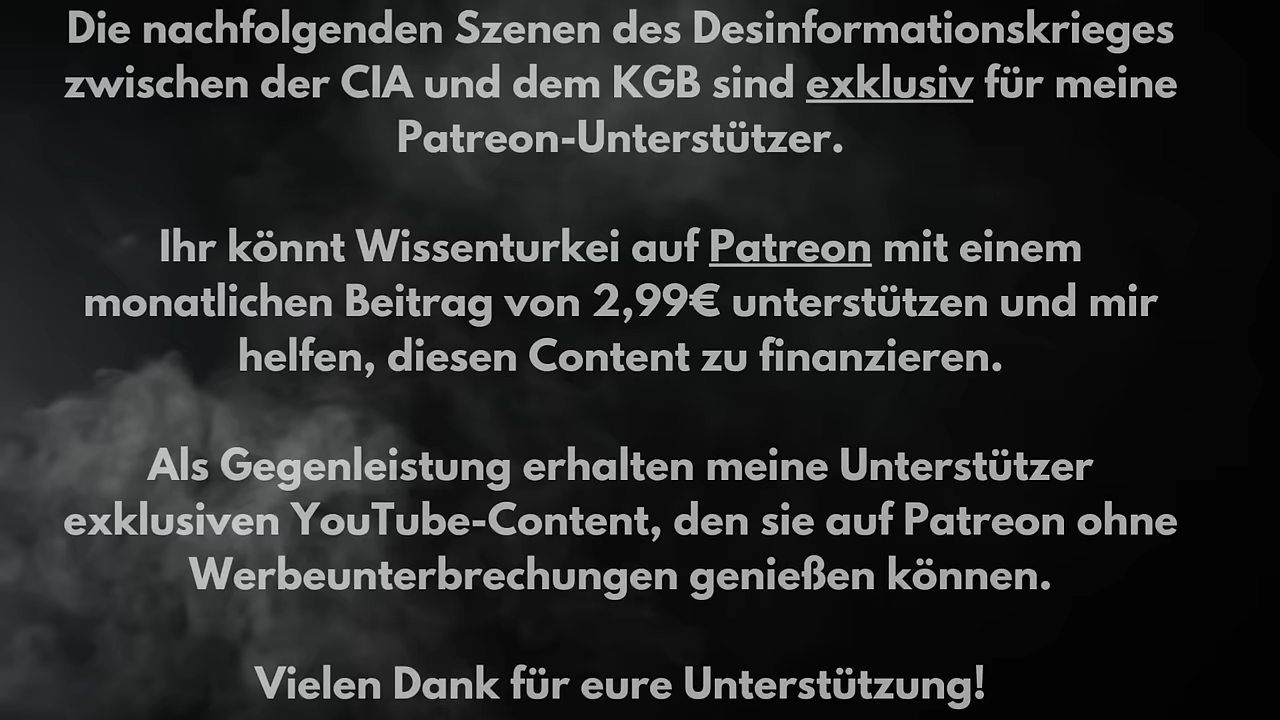 Die nachfolgenden Szenen des Desinformationskrieges
zwischen der CIA und dem KGB sind exklusiv für meine
Patreon-Unterstützer.
Ihr könnt Wissenturkei auf Patreon mit einem
monatlichen Beitrag von 2,99€ unterstützen und mir
helfen, diesen Content zu finanzieren.
Als Gegenleistung erhalten meine Unterstützer
exklusiven YouTube-Content, den sie auf Patreon ohne
Werbeunterbrechungen genießen können.
Vielen Dank für eure Unterstützung!